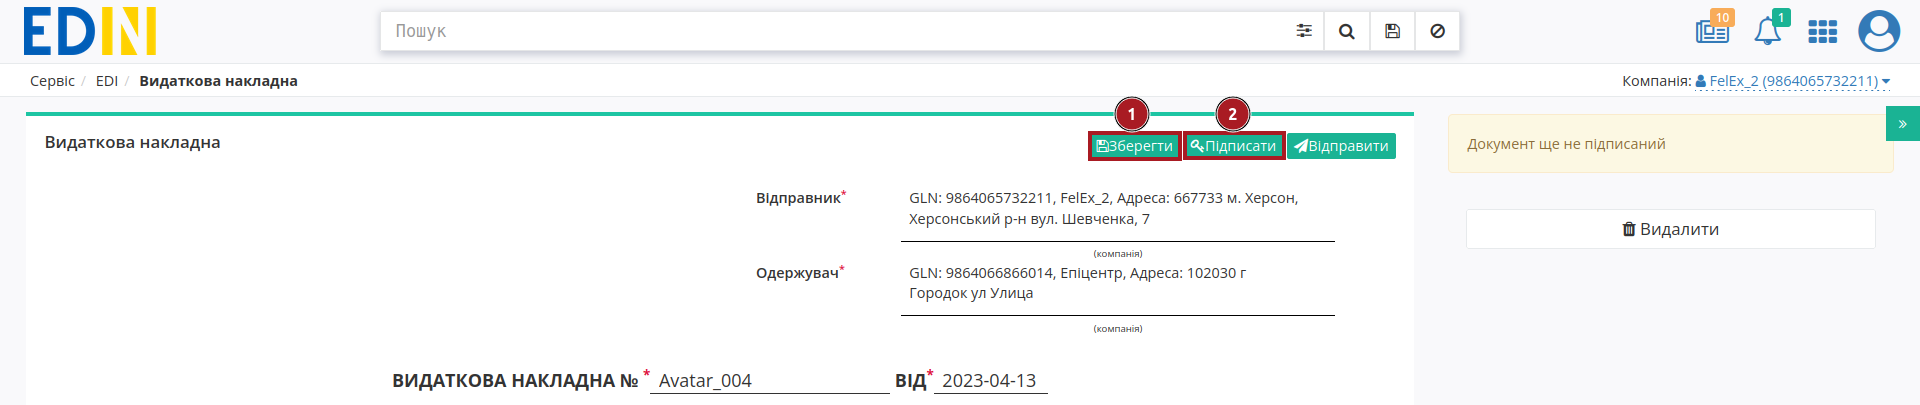 EDIN
Пошук
10
1
Сервіс / EDI / Видаткова накладна
Компанія: FelEx_2 (9864065732211)
1
2
»
Видаткова накладна
Зберегти
Підписати
Відправити
Документ ще не підписаний
Відправник*
GLN: 9864065732211, FelEx_2, Адреса: 667733 м. Херсон,
Херсонський р-н вул. Шевченка, 7
(компанія)
Видалити
Одержувач*
GLN: 9864066866014, Епіцентр, Адреса: 102030 г
Городок ул Улица
(компанія)
ВИДАТКОВА НАКЛАДНА № * Avatar_004 ВІД* 2023-04-13